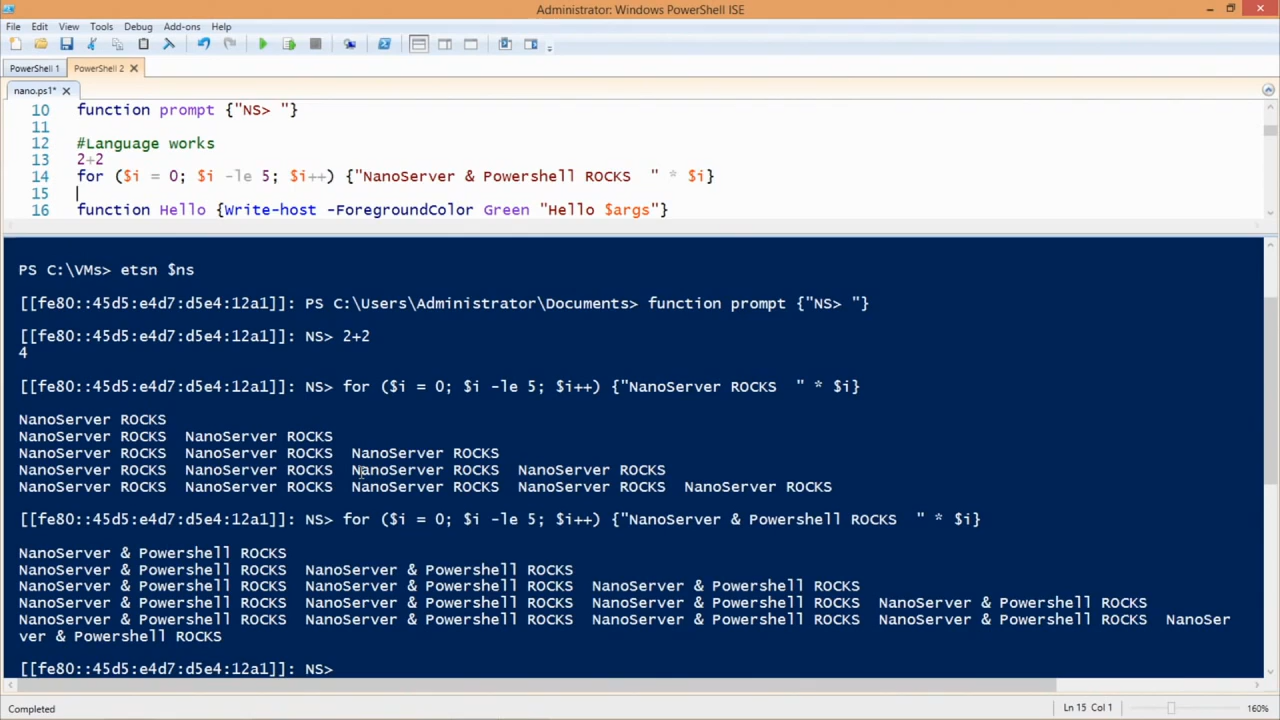 Administrator: Windows PowerShell ISE
File Edit View Tools Debug Add-ons Help
PowerShell 1 PowerShell 2
nano.ps1*
10 function prompt {"NS> "}
11
12 #Language works
13 2+2
14 for ($i = 0; $i -le 5; $i++) {"NanoServer & Powershell ROCKS  " * $i}
15
16 function Hello {Write-host -ForegroundColor Green "Hello $args"}
PS C:\VMs> etsn $ns
[[fe80::45d5:e4d7:d5e4:12a1]]: PS C:\Users\Administrator\Documents> function prompt {"NS> "}
[[fe80::45d5:e4d7:d5e4:12a1]]: NS> 2+2
4
[[fe80::45d5:e4d7:d5e4:12a1]]: NS> for ($i = 0; $i -le 5; $i++) {"NanoServer ROCKS  " * $i}
NanoServer ROCKS
NanoServer ROCKS  NanoServer ROCKS
NanoServer ROCKS  NanoServer ROCKS  NanoServer ROCKS
NanoServer ROCKS  NanoServer ROCKS  NanoServer ROCKS  NanoServer ROCKS
NanoServer ROCKS  NanoServer ROCKS  NanoServer ROCKS  NanoServer ROCKS  NanoServer ROCKS
[[fe80::45d5:e4d7:d5e4:12a1]]: NS> for ($i = 0; $i -le 5; $i++) {"NanoServer & Powershell ROCKS  " * $i}
NanoServer & Powershell ROCKS
NanoServer & Powershell ROCKS  NanoServer & Powershell ROCKS
NanoServer & Powershell ROCKS  NanoServer & Powershell ROCKS  NanoServer & Powershell ROCKS
NanoServer & Powershell ROCKS  NanoServer & Powershell ROCKS  NanoServer & Powershell ROCKS  NanoServer & Powershell ROCKS
NanoServer & Powershell ROCKS  NanoServer & Powershell ROCKS  NanoServer & Powershell ROCKS  NanoServer & Powershell ROCKS  NanoSer
ver & Powershell ROCKS
[[fe80::45d5:e4d7:d5e4:12a1]]: NS>
Completed Ln 15 Col 1 160%